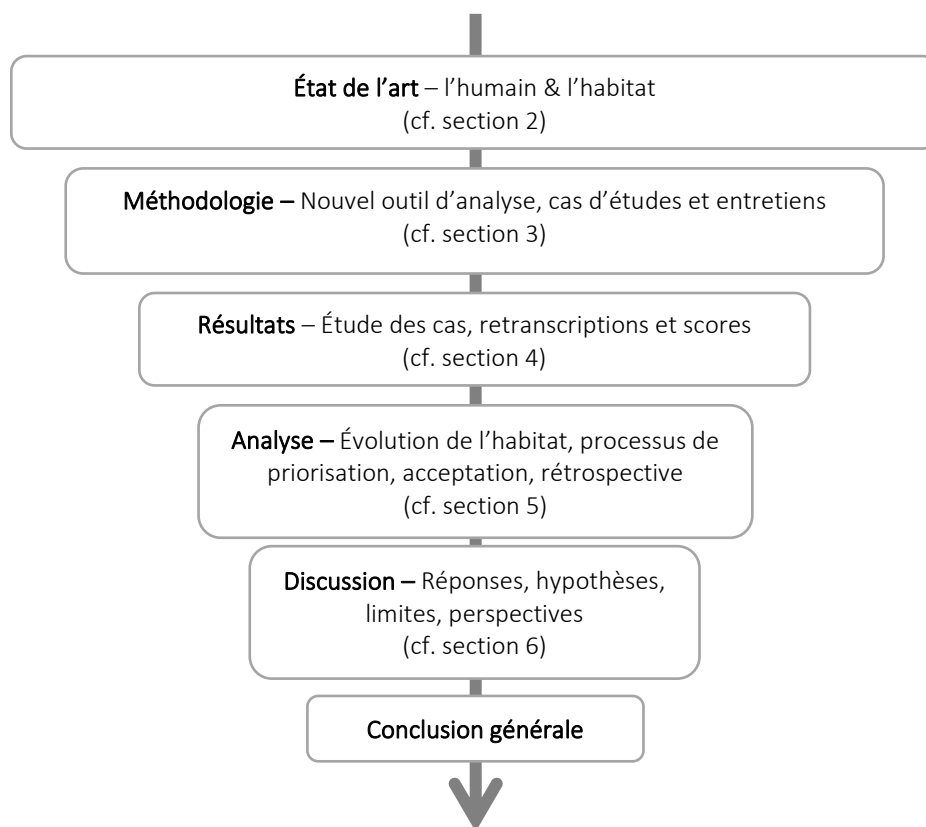 État de l’art – l’humain & l’habitat
(cf. section 2)
Méthodologie – Nouvel outil d’analyse, cas d’études et entretiens
(cf. section 3)
Résultats – Étude des cas, retranscriptions et scores
(cf. section 4)
Analyse – Évolution de l’habitat, processus de
priorisation, acceptation, rétrospective
(cf. section 5)
Discussion – Réponses, hypothèses,
limites, perspectives
(cf. section 6)
Conclusion générale